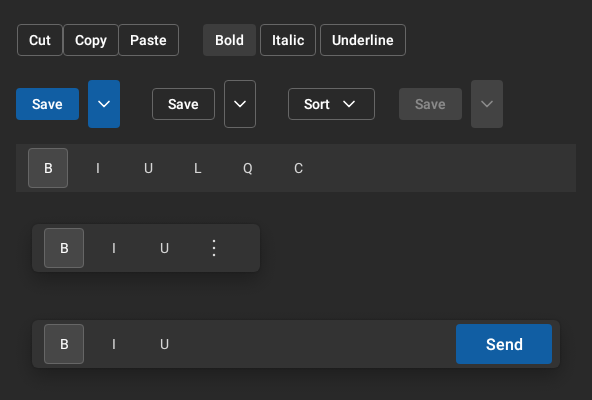 Cut Copy Paste Bold Italic Underline
Save Save Sort Save
B I U L Q C
B I U
B I U Send